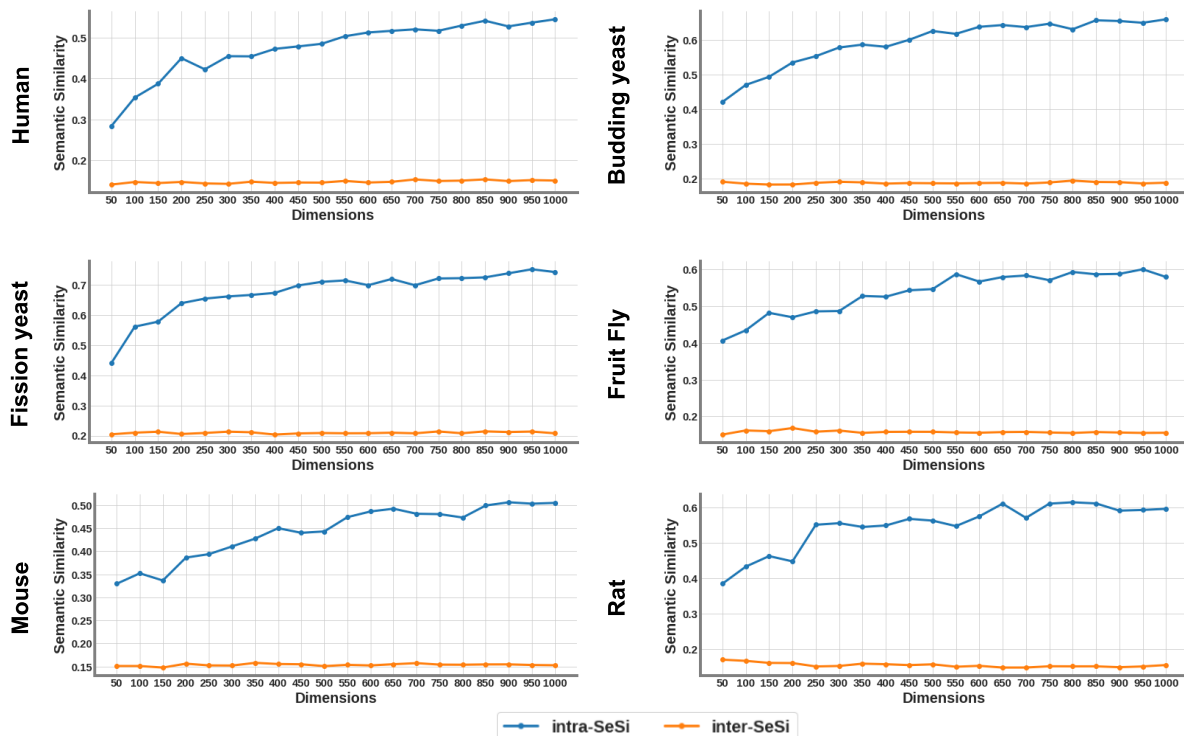 Human
Semantic Similarity
0.5
0.4
0.3
0.2
50 100 150 200 250 300 350 400 450 500 550 600 650 700 750 800 850 900 950 1000
Dimensions
Budding yeast
Semantic Similarity
0.6
0.5
0.4
0.3
0.2
50 100 150 200 250 300 350 400 450 500 550 600 650 700 750 800 850 900 950 1000
Dimensions
Fission yeast
Semantic Similarity
0.7
0.6
0.5
0.4
0.3
0.2
50 100 150 200 250 300 350 400 450 500 550 600 650 700 750 800 850 900 950 1000
Dimensions
Fruit Fly
Semantic Similarity
0.6
0.5
0.4
0.3
0.2
50 100 150 200 250 300 350 400 450 500 550 600 650 700 750 800 850 900 950 1000
Dimensions
Mouse
Semantic Similarity
0.50
0.45
0.40
0.35
0.30
0.25
0.20
0.15
50 100 150 200 250 300 350 400 450 500 550 600 650 700 750 800 850 900 950 1000
Dimensions
Rat
Semantic Similarity
0.6
0.5
0.4
0.3
0.2
50 100 150 200 250 300 350 400 450 500 550 600 650 700 750 800 850 900 950 1000
Dimensions
intra-SeSi inter-SeSi